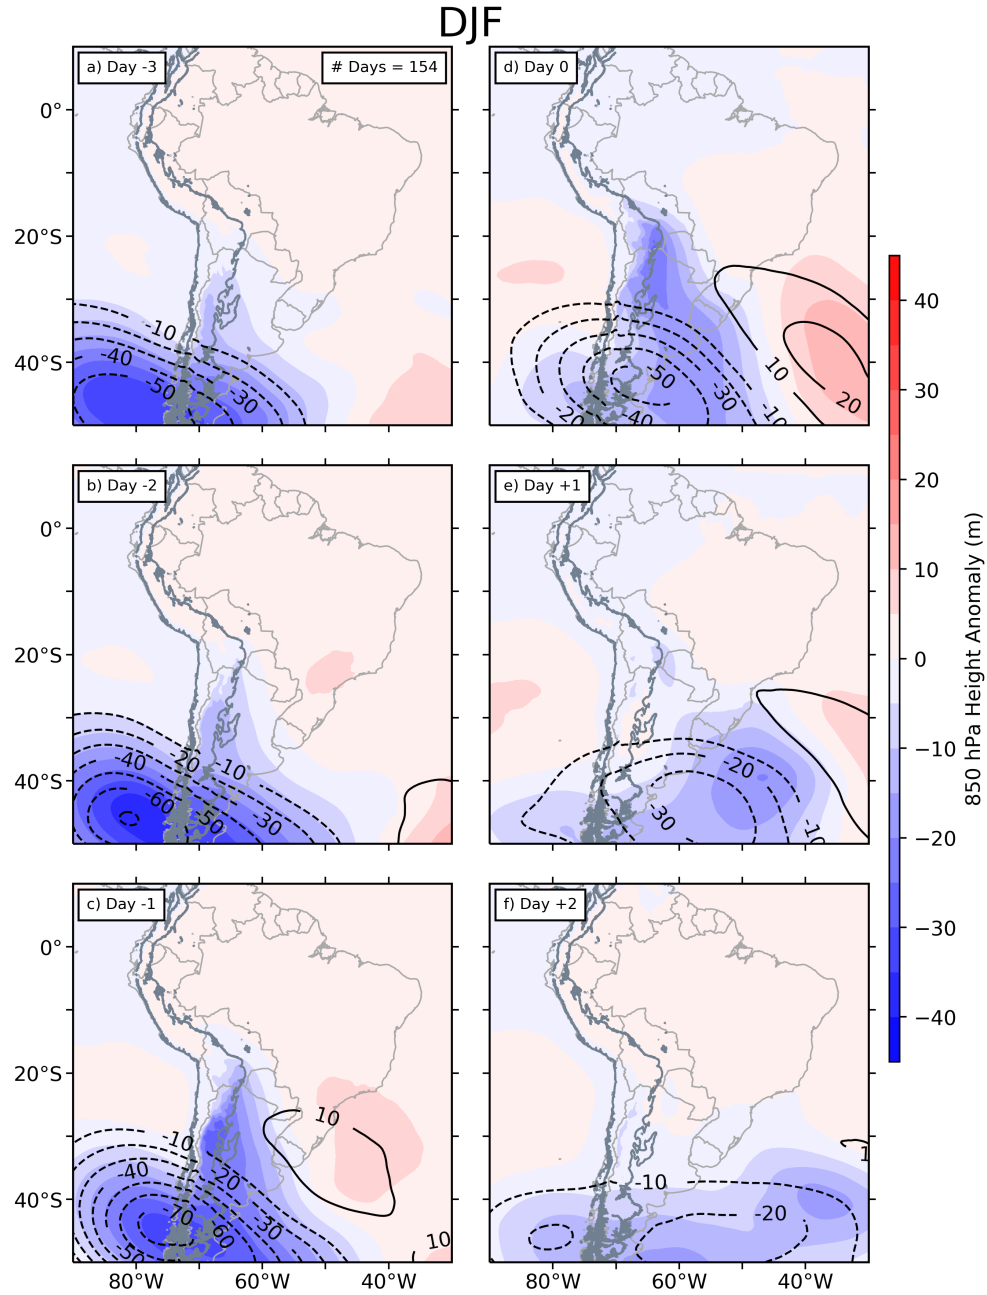 DJF
a) Day -3
# Days = 154
0°
20°S
40°S
-10
-40
-50
-30
d) Day 0
-50
-30
-20
-40
-10
10
20
b) Day -2
0°
20°S
40°S
-20
-10
-40
-60
-50
-30
e) Day +1
-20
-30
-10
c) Day -1
0°
20°S
40°S
80°W
60°W
40°W
10
-10
-40
-20
-70
-60
-30
-50
10
f) Day +2
-10
-20
1
80°W
60°W
40°W
40
30
20
10
0
−10
−20
−30
−40
850 hPa Height Anomaly (m)